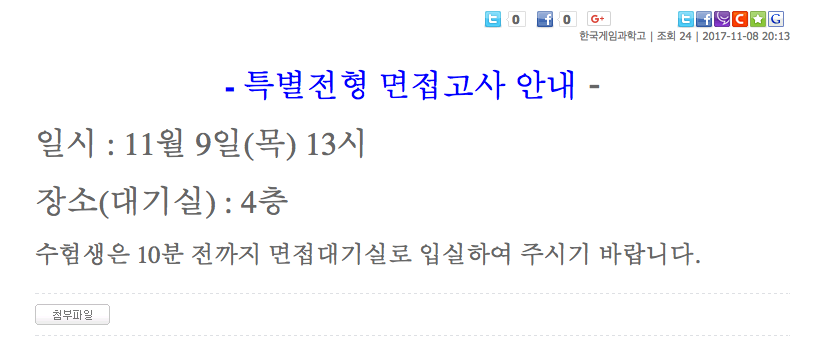 0 0 G+
한국게임과학고 | 조회 24 | 2017-11-08 20:13
- 특별전형 면접고사 안내 -
일시 : 11월 9일(목) 13시
장소(대기실) : 4층
수험생은 10분 전까지 면접대기실로 입실하여 주시기 바랍니다.
첨부파일